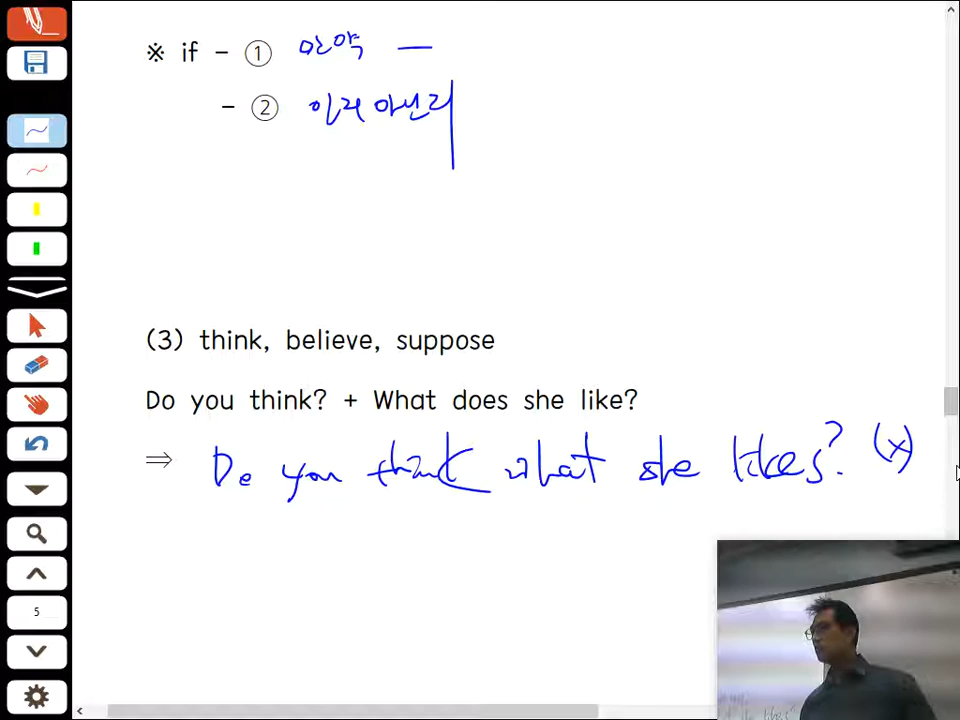 ※ if - ① 만약 —
- ② 인지 아닌지
(3) think, believe, suppose
Do you think? + What does she like?
⇒ Do you think what she likes? (x)
5